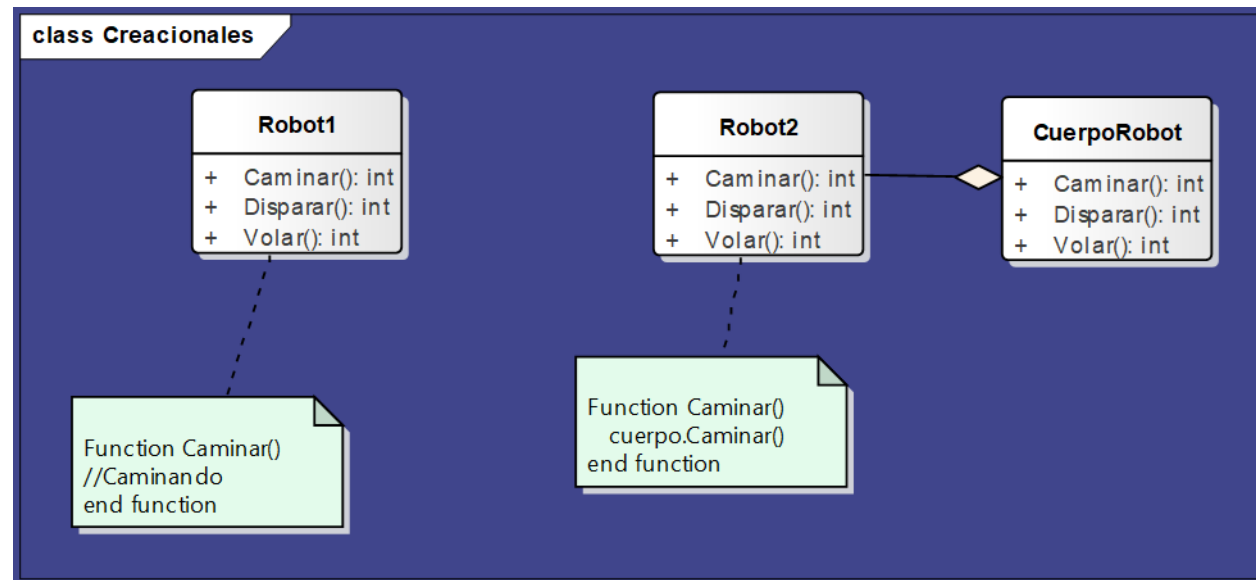 class Creacionales
Robot1
+ Caminar(): int
+ Disparar(): int
+ Volar(): int
Robot2
+ Caminar(): int
+ Disparar(): int
+ Volar(): int
CuerpoRobot
+ Caminar(): int
+ Disparar(): int
+ Volar(): int
Function Caminar()
//Caminando
end function
Function Caminar()
cuerpo.Caminar()
end function